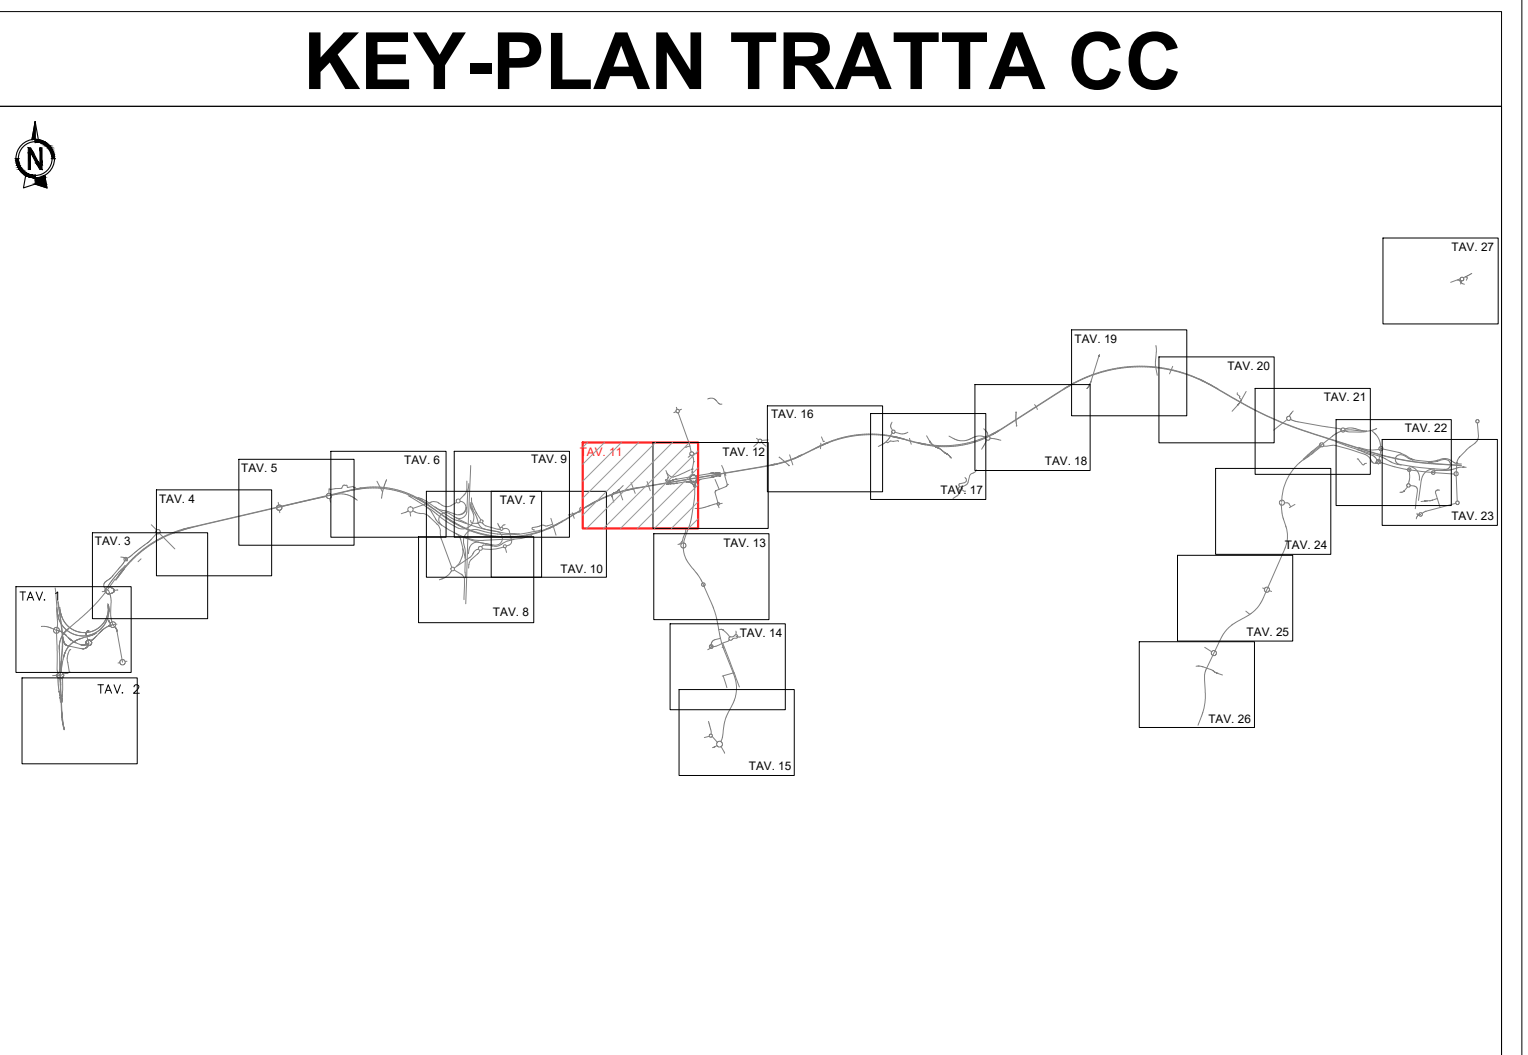 KEY-PLAN TRATTA CC
N
TAV. 27
TAV. 19
TAV. 20
TAV. 21
TAV. 16
TAV. 22
TAV. 11
TAV. 12
TAV. 9
TAV. 6
TAV. 5
TAV. 18
TAV. 17
TAV. 4
TAV. 7
TAV. 23
TAV. 3
TAV. 13
TAV. 24
TAV. 10
TAV. 1
TAV. 8
TAV. 14
TAV. 25
TAV. 2
TAV. 26
TAV. 15